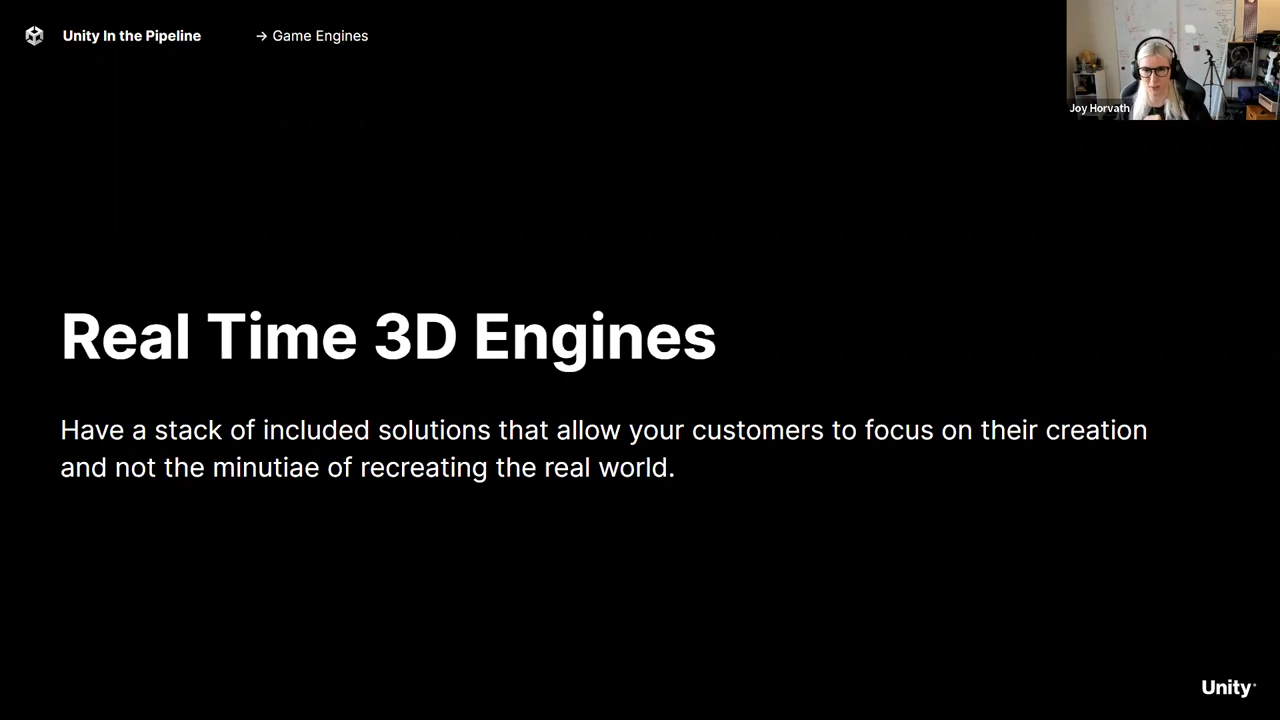 Unity In the Pipeline → Game Engines
Joy Horvath
Real Time 3D Engines
Have a stack of included solutions that allow your customers to focus on their creation
and not the minutiae of recreating the real world.
Unity